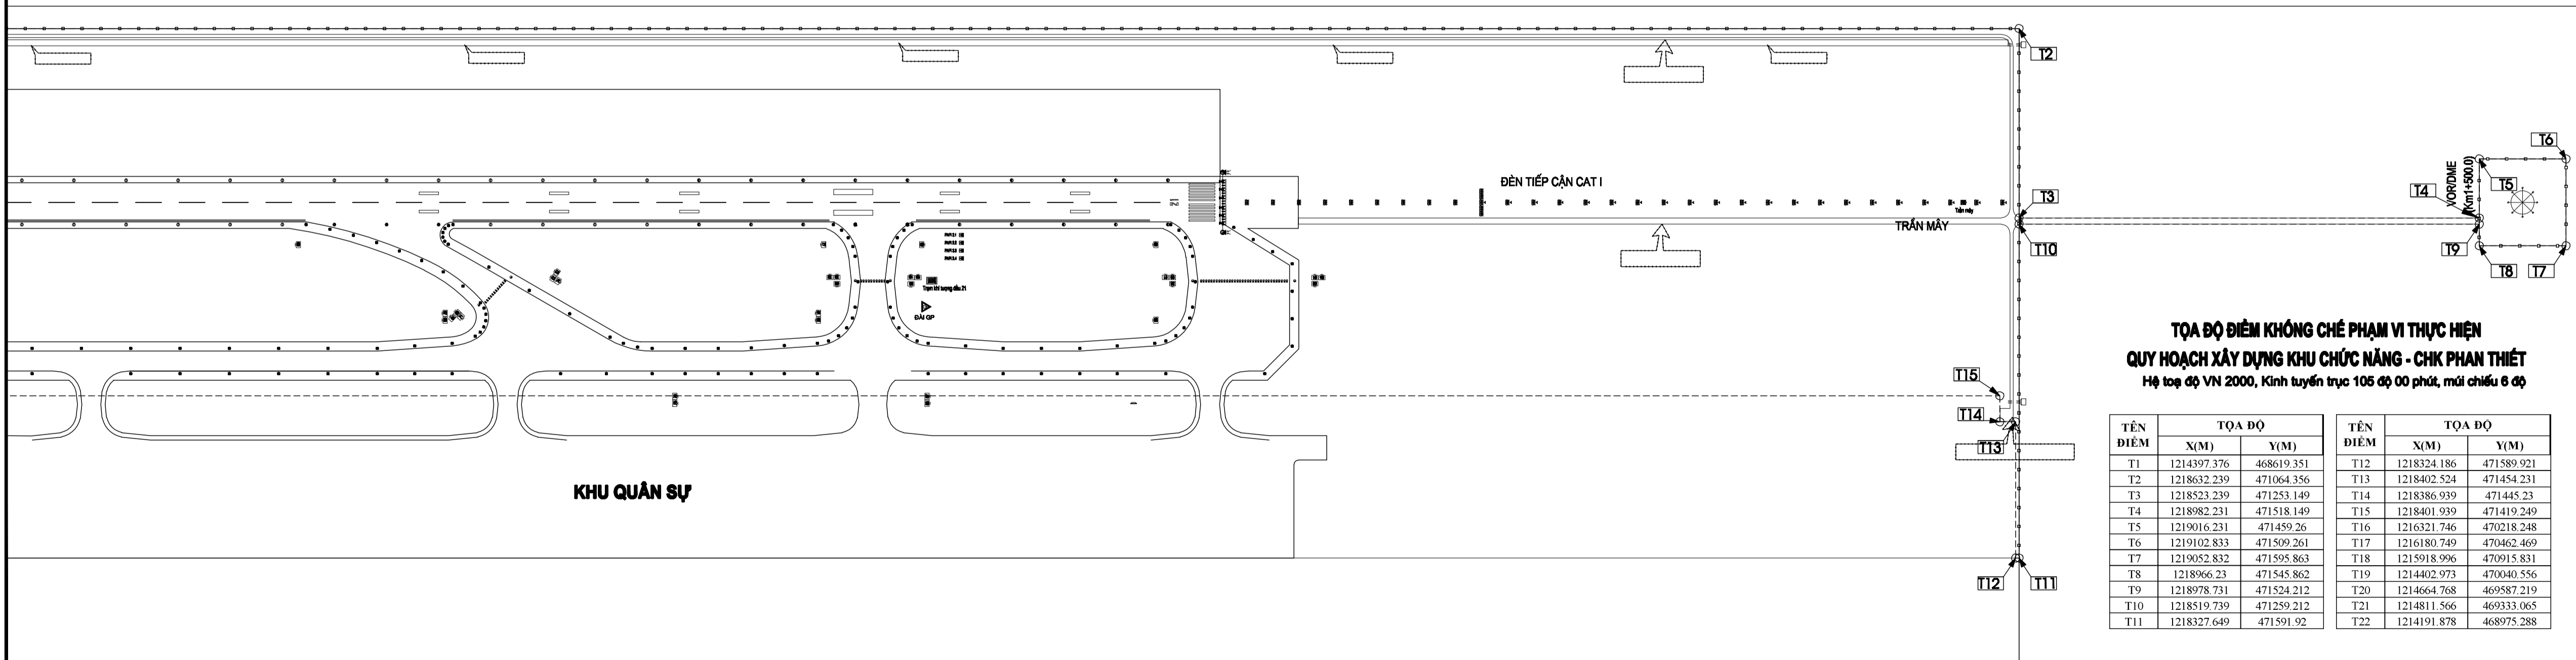 T2
T6
VOR/DME
(Km1+500.0)
T5
T4
T3
ĐÈN TIẾP CẬN CAT I
Trần mây
TRẦN MÂY
T10
T9
T8
T7
Trạm khí tượng đầu 21
ĐÀI GP
TỌA ĐỘ ĐIỂM KHỐNG CHẾ PHẠM VI THỰC HIỆN
QUY HOẠCH XÂY DỰNG KHU CHỨC NĂNG - CHK PHAN THIẾT
Hệ toạ độ VN 2000, Kinh tuyến trục 105 độ 00 phút, múi chiếu 6 độ
T15
T14
T13
KHU QUÂN SỰ
T12
T11
TÊN ĐIỂM TỌA ĐỘ
X(M) Y(M)
T1 1214397.376 468619.351
T2 1218632.239 471064.356
T3 1218523.239 471253.149
T4 1218982.231 471518.149
T5 1219016.231 471459.26
T6 1219102.833 471509.261
T7 1219052.832 471595.863
T8 1218966.23 471545.862
T9 1218978.731 471524.212
T10 1218519.739 471259.212
T11 1218327.649 471591.92
TÊN ĐIỂM TỌA ĐỘ
X(M) Y(M)
T12 1218324.186 471589.921
T13 1218402.524 471454.231
T14 1218386.939 471445.23
T15 1218401.939 471419.249
T16 1216321.746 470218.248
T17 1216180.749 470462.469
T18 1215918.996 470915.831
T19 1214402.973 470040.556
T20 1214664.768 469587.219
T21 1214811.566 469333.065
T22 1214191.878 468975.288